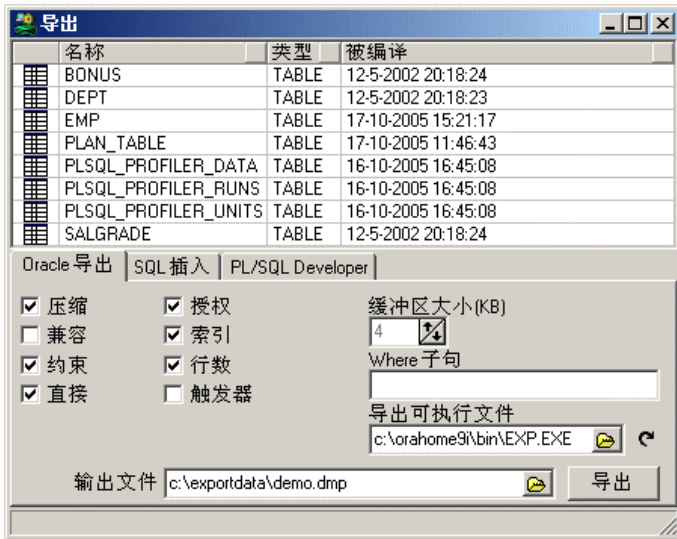 导出
名称 类型 被编译
BONUS TABLE 12-5-2002 20:18:24
DEPT TABLE 12-5-2002 20:18:23
EMP TABLE 17-10-2005 15:21:17
PLAN_TABLE TABLE 17-10-2005 11:46:43
PLSQL_PROFILER_DATA TABLE 16-10-2005 16:45:08
PLSQL_PROFILER_RUNS TABLE 16-10-2005 16:45:08
PLSQL_PROFILER_UNITS TABLE 16-10-2005 16:45:08
SALGRADE TABLE 12-5-2002 20:18:24
Oracle 导出 SQL 插入 PL/SQL Developer
压缩 授权 缓冲区大小(KB)
兼容 索引 4
约束 行数 Where 子句
直接 触发器
导出可执行文件
c:\orahome9i\bin\EXP.EXE
输出文件 c:\exportdata\demo.dmp 导出